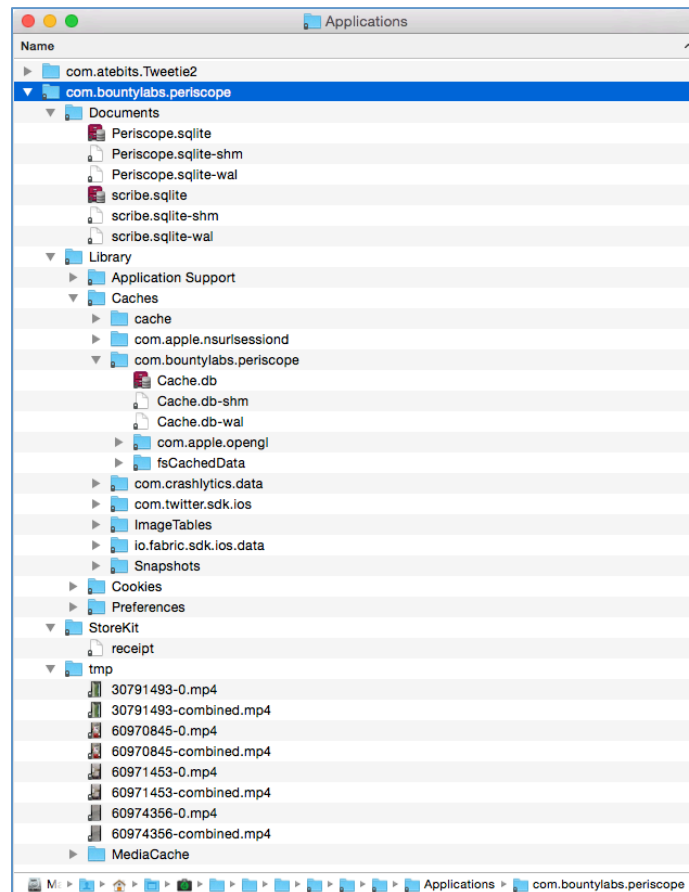 Applications
Name
com.atebits.Tweetie2
com.bountylabs.periscope
Documents
Periscope.sqlite
Periscope.sqlite-shm
Periscope.sqlite-wal
scribe.sqlite
scribe.sqlite-shm
scribe.sqlite-wal
Library
Application Support
Caches
cache
com.apple.nsurlsessiond
com.bountylabs.periscope
Cache.db
Cache.db-shm
Cache.db-wal
com.apple.opengl
fsCachedData
com.crashlytics.data
com.twitter.sdk.ios
ImageTables
io.fabric.sdk.ios.data
Snapshots
Cookies
Preferences
StoreKit
receipt
tmp
30791493-0.mp4
30791493-combined.mp4
60970845-0.mp4
60970845-combined.mp4
60971453-0.mp4
60971453-combined.mp4
60974356-0.mp4
60974356-combined.mp4
MediaCache
Applications com.bountylabs.periscope